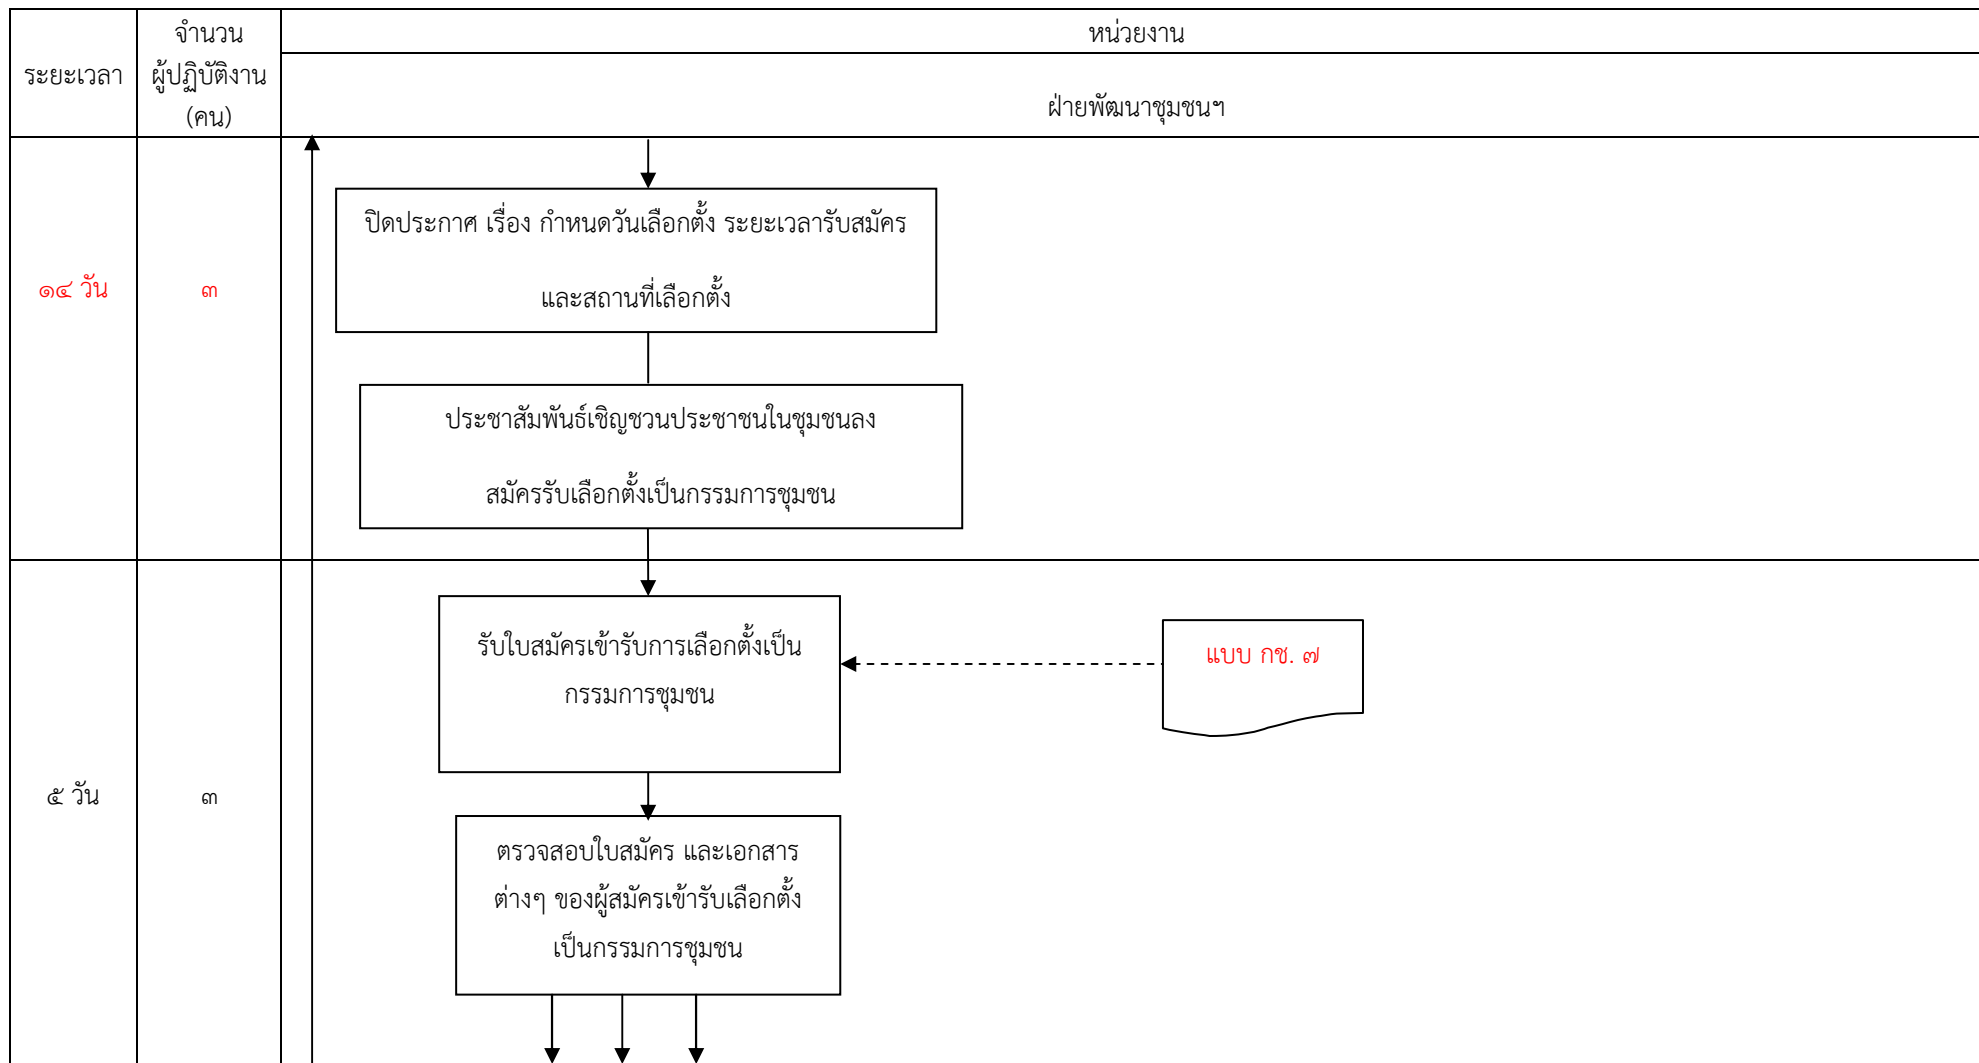 ระยะเวลา
จำนวน
ผู้ปฏิบัติงาน
(คน)
หน่วยงาน
ฝ่ายพัฒนาชุมชนฯ
๑๔ วัน
๓
ปิดประกาศ เรื่อง กำหนดวันเลือกตั้ง ระยะเวลารับสมัคร
และสถานที่เลือกตั้ง
ประชาสัมพันธ์เชิญชวนประชาชนในชุมชนลง
สมัครรับเลือกตั้งเป็นกรรมการชุมชน
๕ วัน
๓
รับใบสมัครเข้ารับการเลือกตั้งเป็น
กรรมการชุมชน
แบบ กช. ๗
ตรวจสอบใบสมัคร และเอกสาร
ต่างๆ ของผู้สมัครเข้ารับเลือกตั้ง
เป็นกรรมการชุมชน